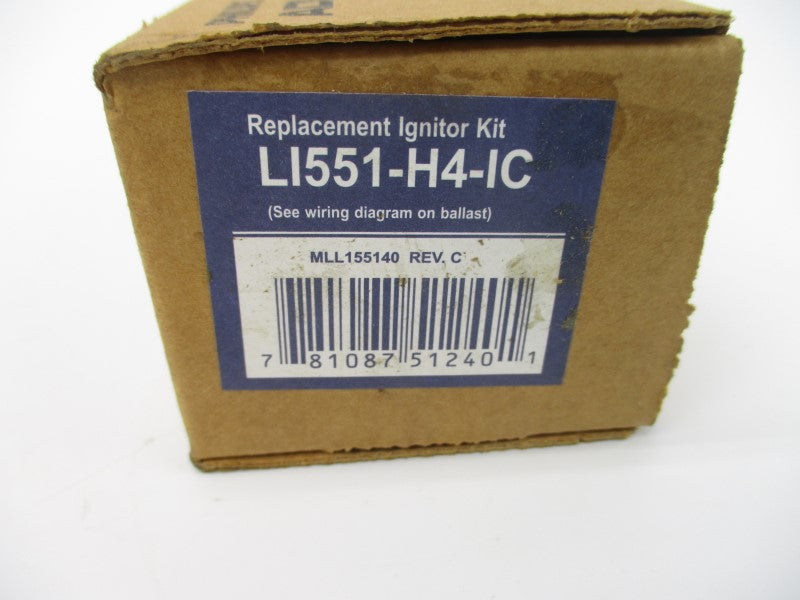 Replacement Ignitor Kit
LI551-H4-IC
(See wiring diagram on ballast)
MLL155140 REV. C
7 81087 51240 1